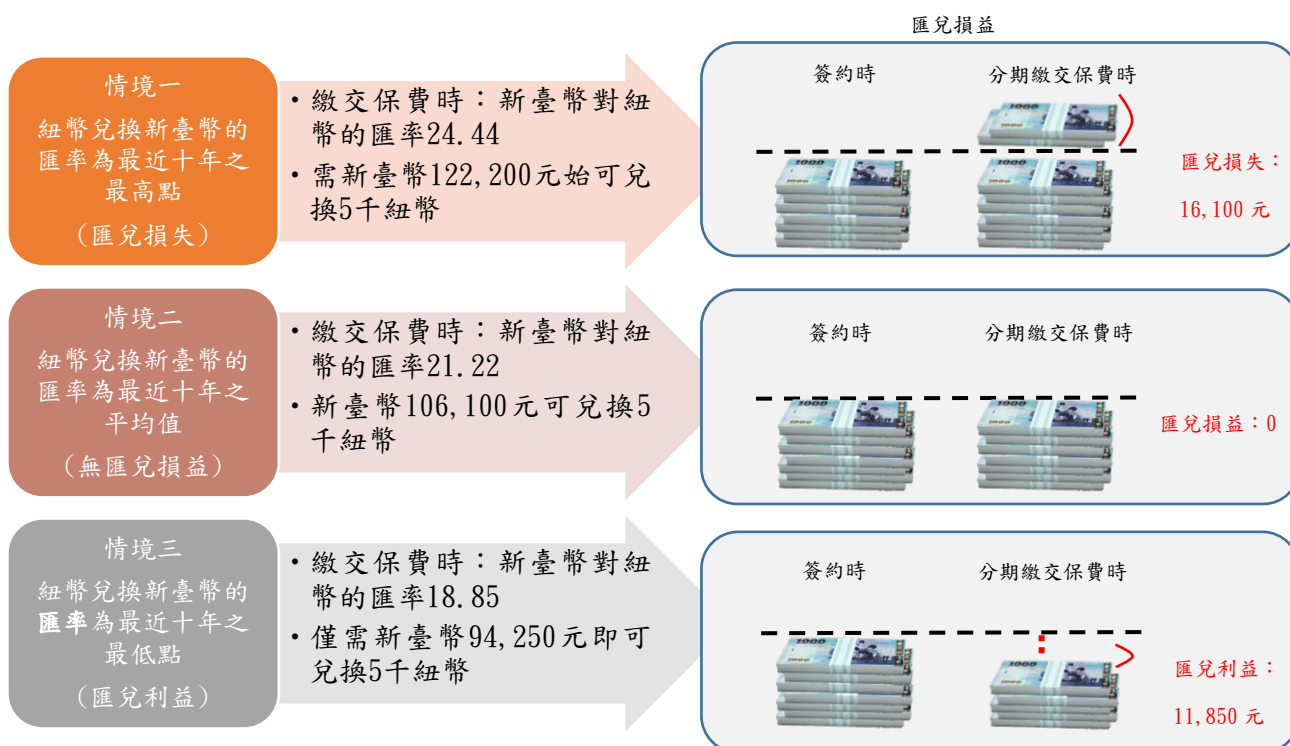 匯兌損益
情境一
紐幣兌換新臺幣的
匯率為最近十年之
最高點
(匯兌損失)
・繳交保費時：新臺幣對紐
幣的匯率24.44
・需新臺幣122,200元始可兌
換5千紐幣
簽約時
分期繳交保費時
匯兌損失：
16,100 元
情境二
紐幣兌換新臺幣的
匯率為最近十年之
平均值
(無匯兌損益)
・繳交保費時：新臺幣對紐
幣的匯率21.22
・新臺幣106,100元可兌換5
千紐幣
簽約時
分期繳交保費時
匯兌損益：0
情境三
紐幣兌換新臺幣的
匯率為最近十年之
最低點
(匯兌利益)
・繳交保費時：新臺幣對紐
幣的匯率18.85
・僅需新臺幣94,250元即可
兌換5千紐幣
簽約時
分期繳交保費時
匯兌利益：
11,850 元
1000
1000
1000
1000
1000
1000
1000